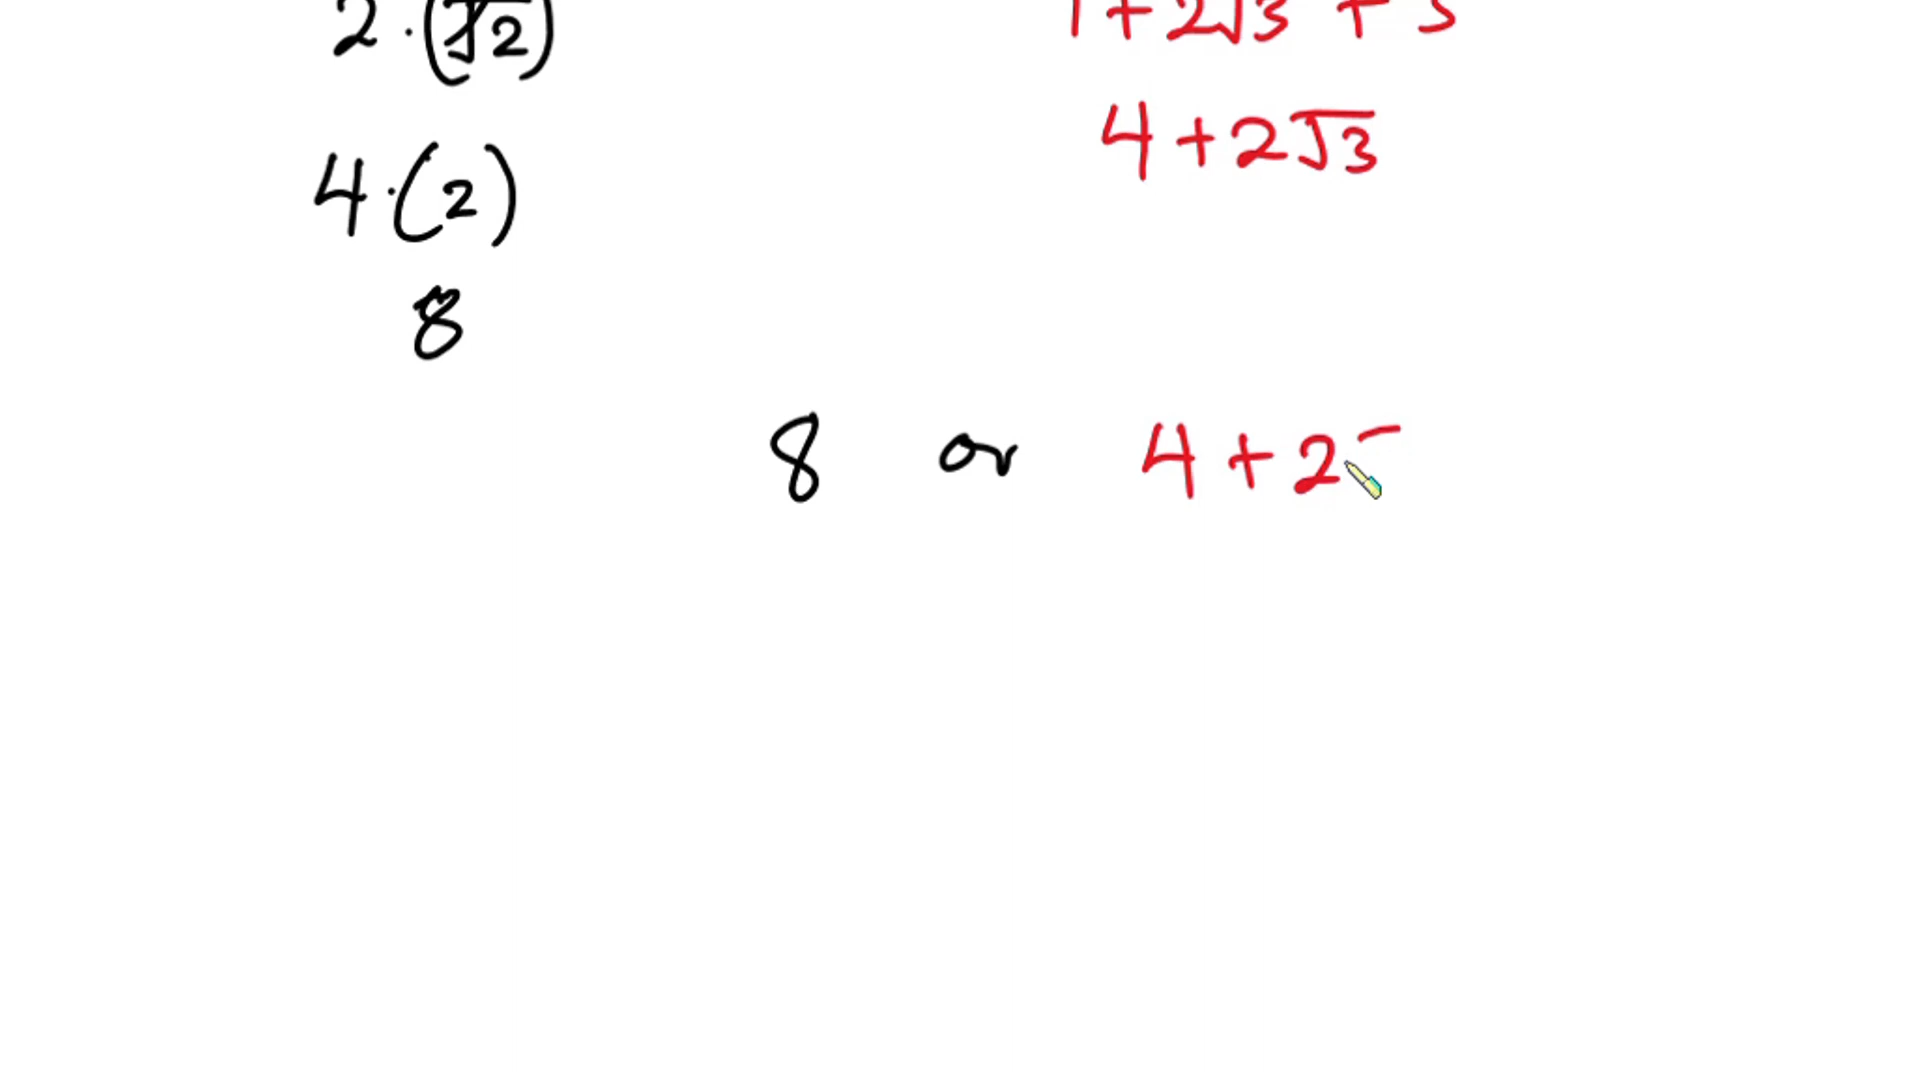 2 · (√2)
1 + 2√3 + 3
4 + 2√3
4 · (2)
8
8 or 4 + 2